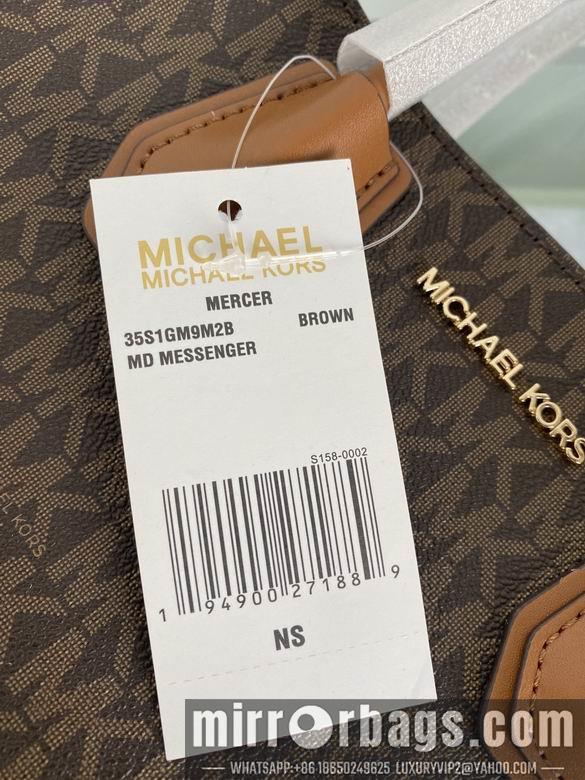 MICHAEL
MICHAEL KORS
MERCER
35S1GM9M2B BROWN
MD MESSENGER
S158-0002
1 94900 27188 9
NS
MICHAEL KORS
KORS
mirrorbags.com
WHATSAPP:+86 18650249625 LUXURYVIP2@YAHOO.COM